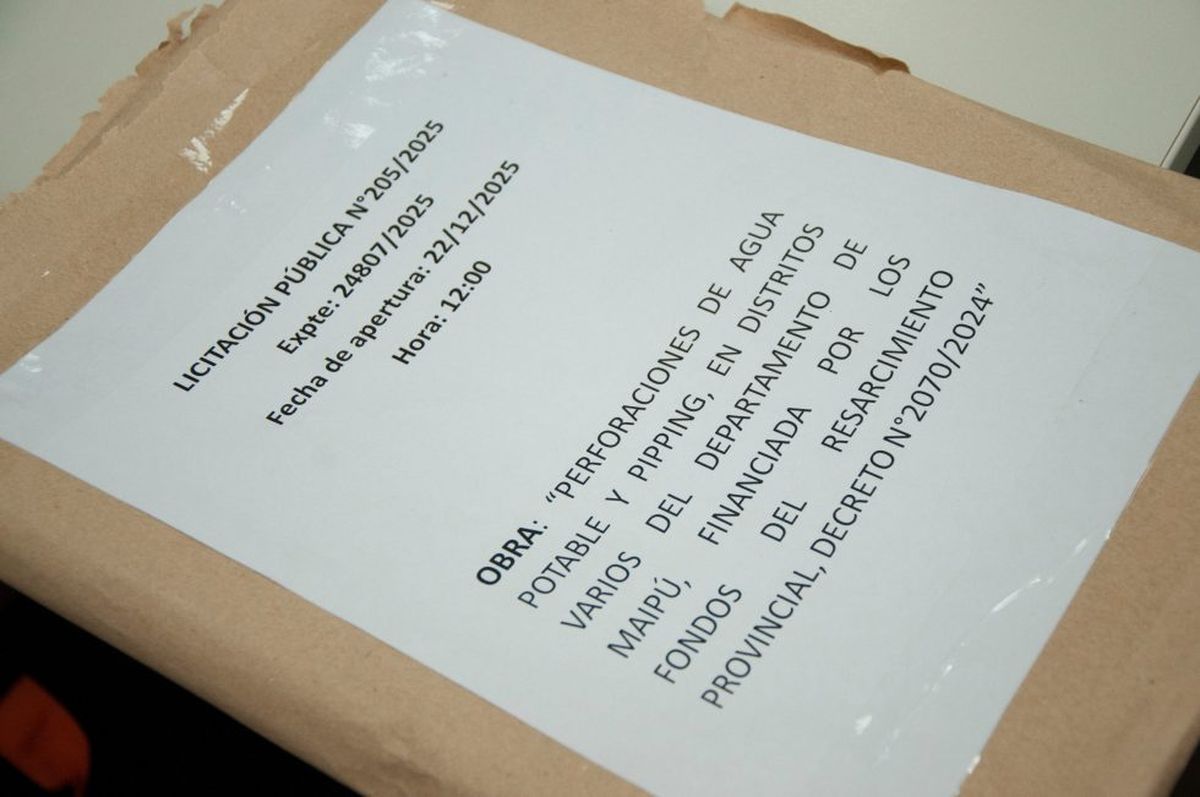 LICITACIÓN PÚBLICA N°205/2025
Expte: 24807/2025
Fecha de apertura: 22/12/2025
Hora: 12:00
OBRA: “PERFORACIONES DE AGUA
POTABLE Y PIPPING, EN DISTRITOS
VARIOS DEL DEPARTAMENTO DE
MAIPÚ, FINANCIADA POR LOS
FONDOS DEL RESARCIMIENTO
PROVINCIAL, DECRETO N°2070/2024”